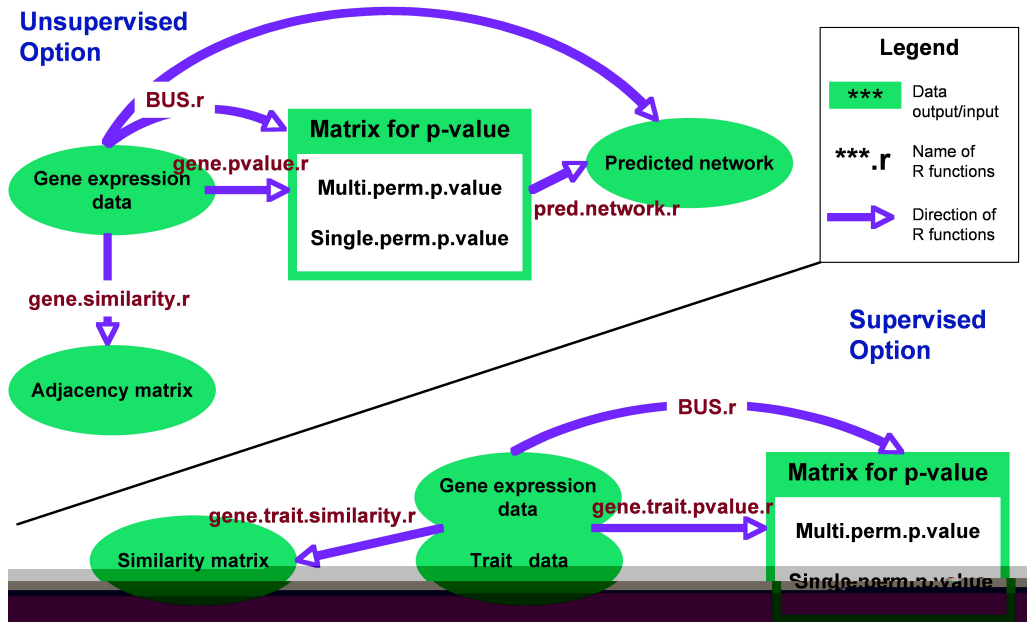 Unsupervised
Option
BUS.r
Matrix for p-value
gene.pvalue.r
Gene expression
data
Multi.perm.p.value
Single.perm.p.value
Predicted network
pred.network.r
gene.similarity.r
Adjacency matrix
Legend
***
Data
output/input
***.r
Name of
R functions
Direction of
R functions
Supervised
Option
BUS.r
Gene expression
data
Trait data
gene.trait.similarity.r
Similarity matrix
gene.trait.pvalue.r
Matrix for p-value
Multi.perm.p.value
Single.perm.p.value